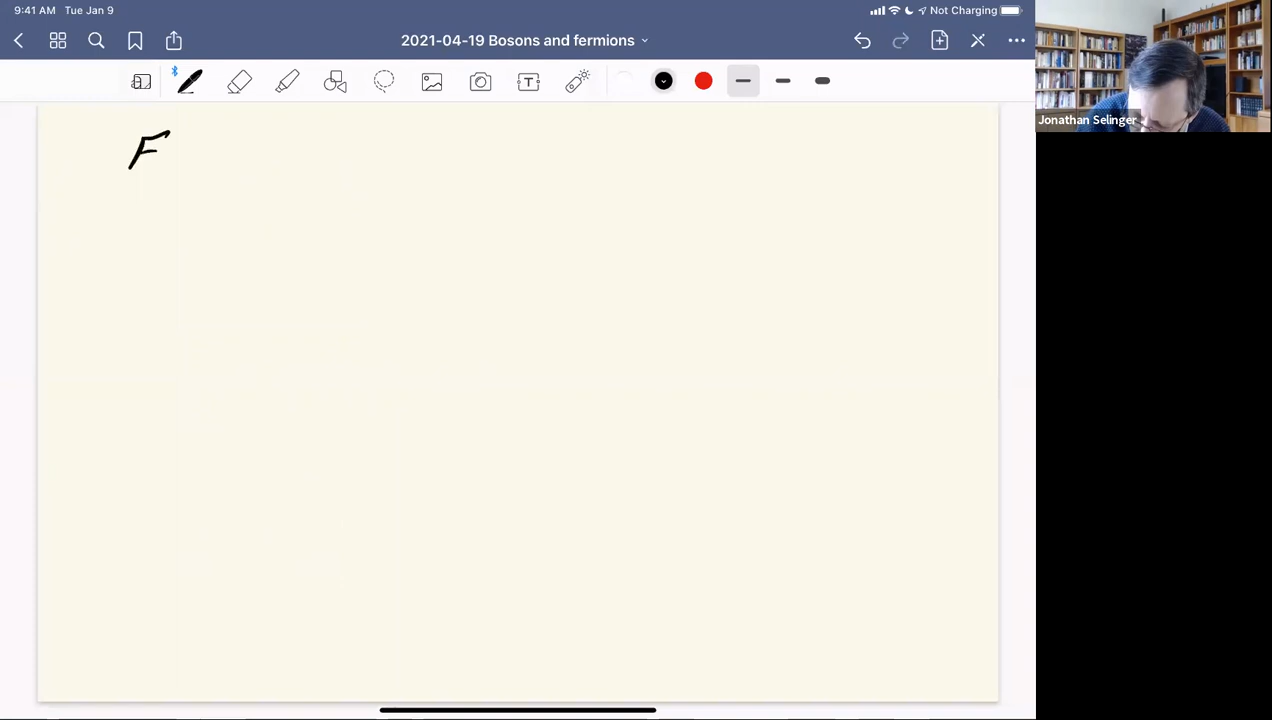 9:41 AM Tue Jan 9
Not Charging
2021-04-19 Bosons and fermions
T
Jonathan Selinger
F